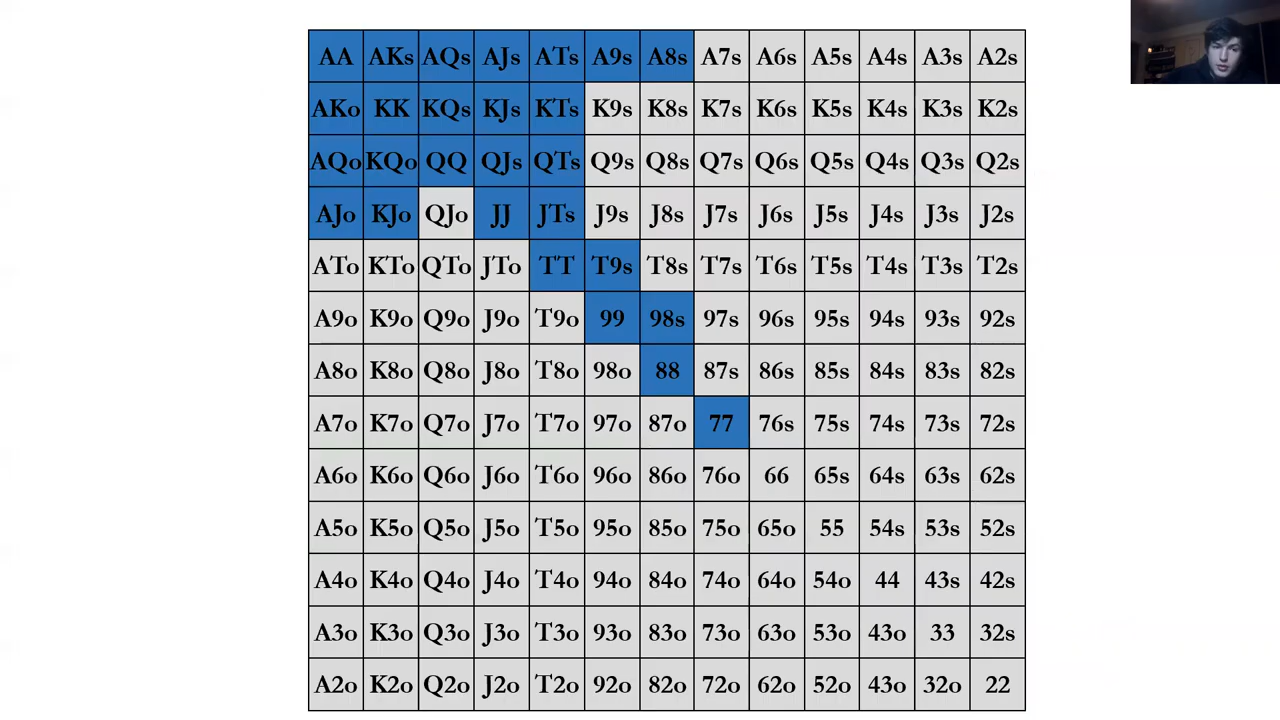 AA AKs AQs AJs ATs A9s A8s A7s A6s A5s A4s A3s A2s
AKo KK KQs KJs KTs K9s K8s K7s K6s K5s K4s K3s K2s
AQo KQo QQ QJs QTs Q9s Q8s Q7s Q6s Q5s Q4s Q3s Q2s
AJo KJo QJo JJ JTs J9s J8s J7s J6s J5s J4s J3s J2s
ATo KTo QTo JTo TT T9s T8s T7s T6s T5s T4s T3s T2s
A9o K9o Q9o J9o T9o 99 98s 97s 96s 95s 94s 93s 92s
A8o K8o Q8o J8o T8o 98o 88 87s 86s 85s 84s 83s 82s
A7o K7o Q7o J7o T7o 97o 87o 77 76s 75s 74s 73s 72s
A6o K6o Q6o J6o T6o 96o 86o 76o 66 65s 64s 63s 62s
A5o K5o Q5o J5o T5o 95o 85o 75o 65o 55 54s 53s 52s
A4o K4o Q4o J4o T4o 94o 84o 74o 64o 54o 44 43s 42s
A3o K3o Q3o J3o T3o 93o 83o 73o 63o 53o 43o 33 32s
A2o K2o Q2o J2o T2o 92o 82o 72o 62o 52o 43o 32o 22